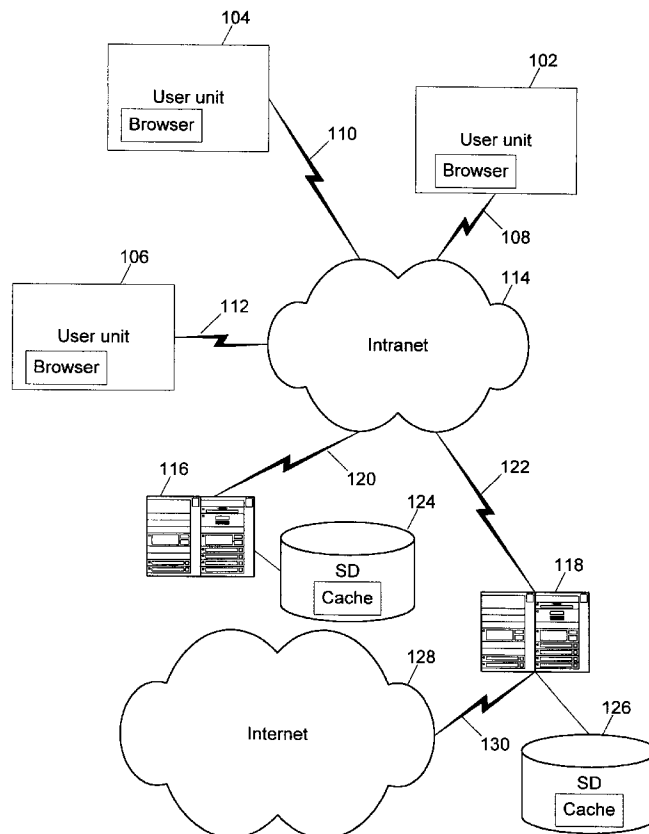 104
User unit
Browser
102
User unit
Browser
110
108
106
User unit
Browser
112
114
Intranet
116
120
122
124
SD
Cache
118
128
Internet
130
126
SD
Cache